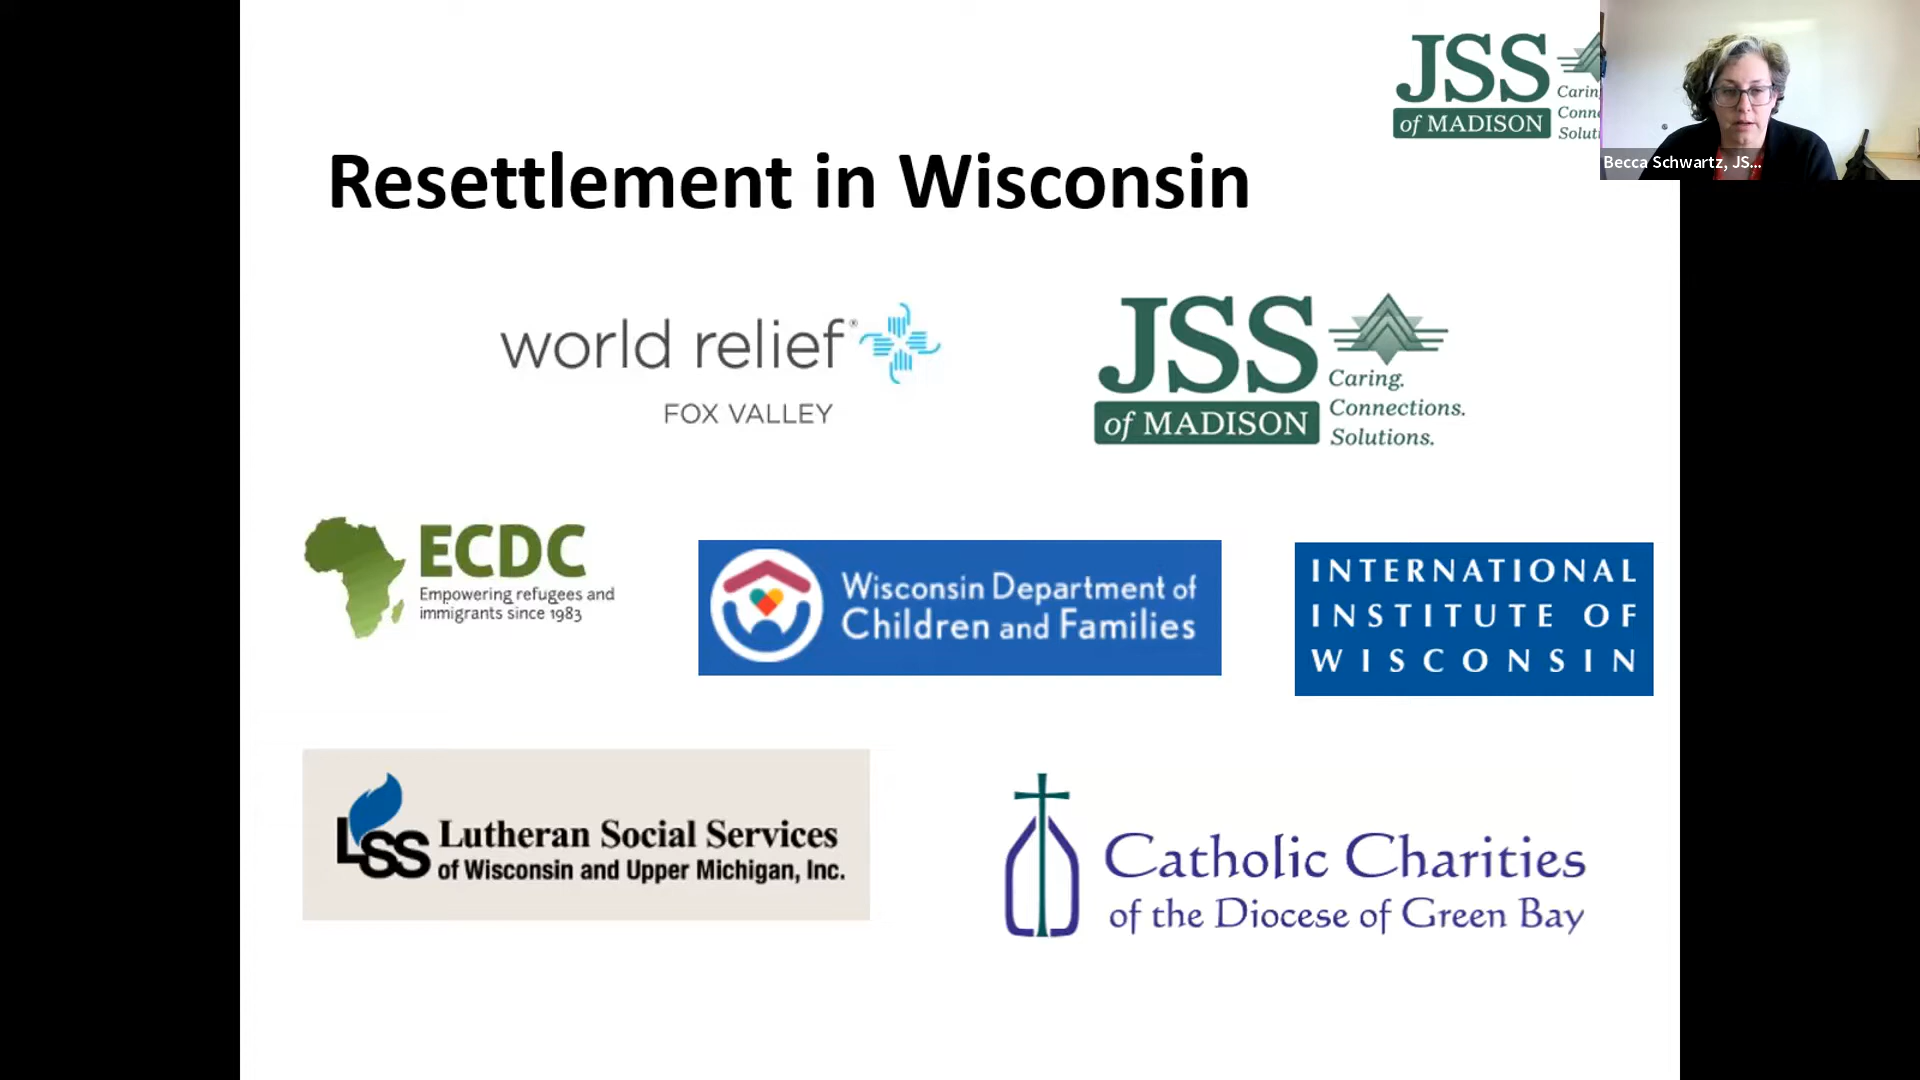 JSS
of MADISON
Becca Schwartz, JS...
Resettlement in Wisconsin
world relief®
FOX VALLEY
JSS
of MADISON
Caring.
Connections.
Solutions.
ECDC
Empowering refugees and
immigrants since 1983
Wisconsin Department of
Children and Families
INTERNATIONAL
INSTITUTE OF
WISCONSIN
LSS
Lutheran Social Services
of Wisconsin and Upper Michigan, Inc.
Catholic Charities
of the Diocese of Green Bay